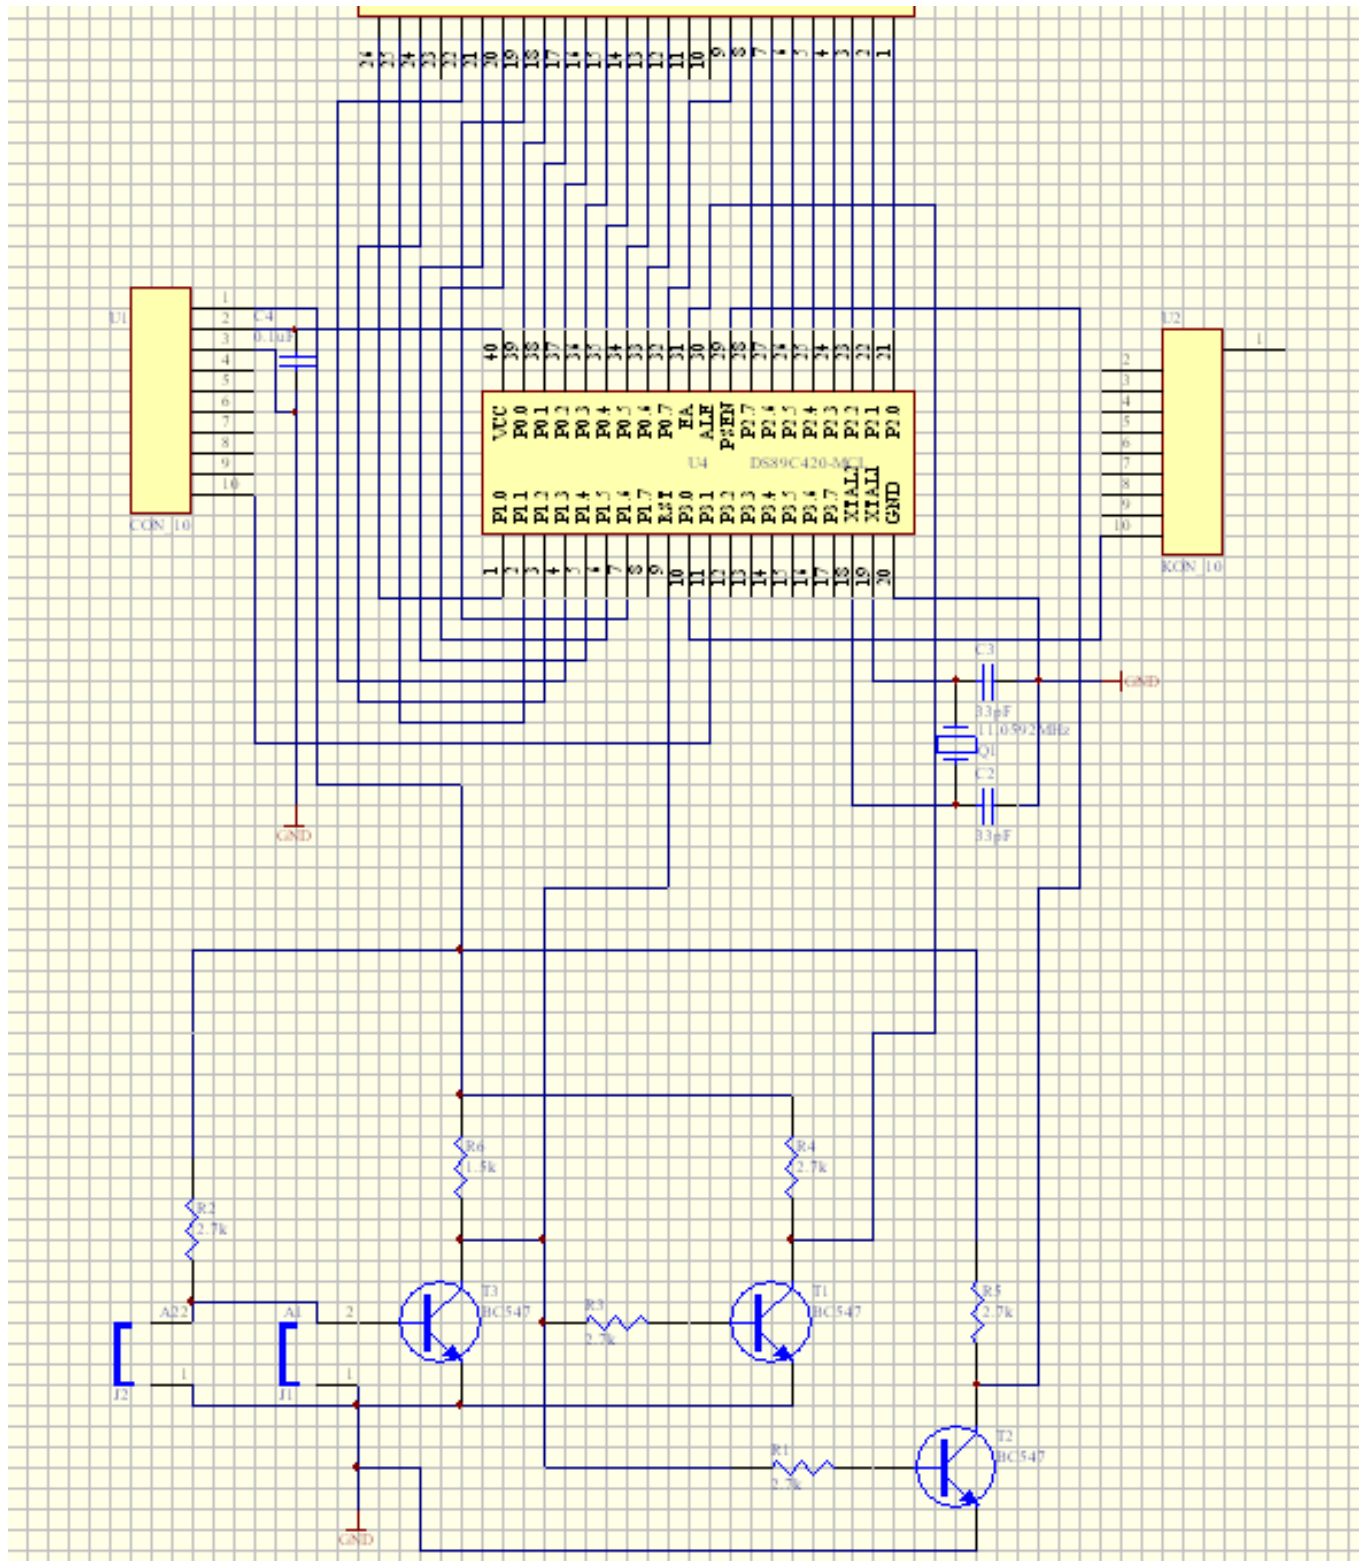 26 25 24 23 22 21 20 19 18 17 16 15 14 13 12 11 10 9 8 7 6 5 4 3 2 1
U1
1
2
3
4
5
6
7
8
9
10
CON_10
C4
0.1uF
GND
40 39 38 37 36 35 34 33 32 31 30 29 28 27 26 25 24 23 22 21
VCC P0.0 P0.1 P0.2 P0.3 P0.4 P0.5 P0.6 P0.7 EA ALE PSEN P2.7 P2.6 P2.5 P2.4 P2.3 P2.2 P2.1 P2.0
U4 DS89C420-MCL
P1.0 P1.1 P1.2 P1.3 P1.4 P1.5 P1.6 P1.7 RST P3.0 P3.1 P3.2 P3.3 P3.4 P3.5 P3.6 P3.7 XTAL2 XTAL1 GND
1 2 3 4 5 6 7 8 9 10 11 12 13 14 15 16 17 18 19 20
U2
1
2
3
4
5
6
7
8
9
10
KON_10
C3
33pF
GND
11.0592MHz
Q1
C2
33pF
R6
1.5k
R4
2.7k
R2
2.7k
T3
BC547
T1
BC547
R5
2.7k
R3
2.7k
A22
1
J2
A1
2
1
J1
R1
2.7k
T2
BC547
GND